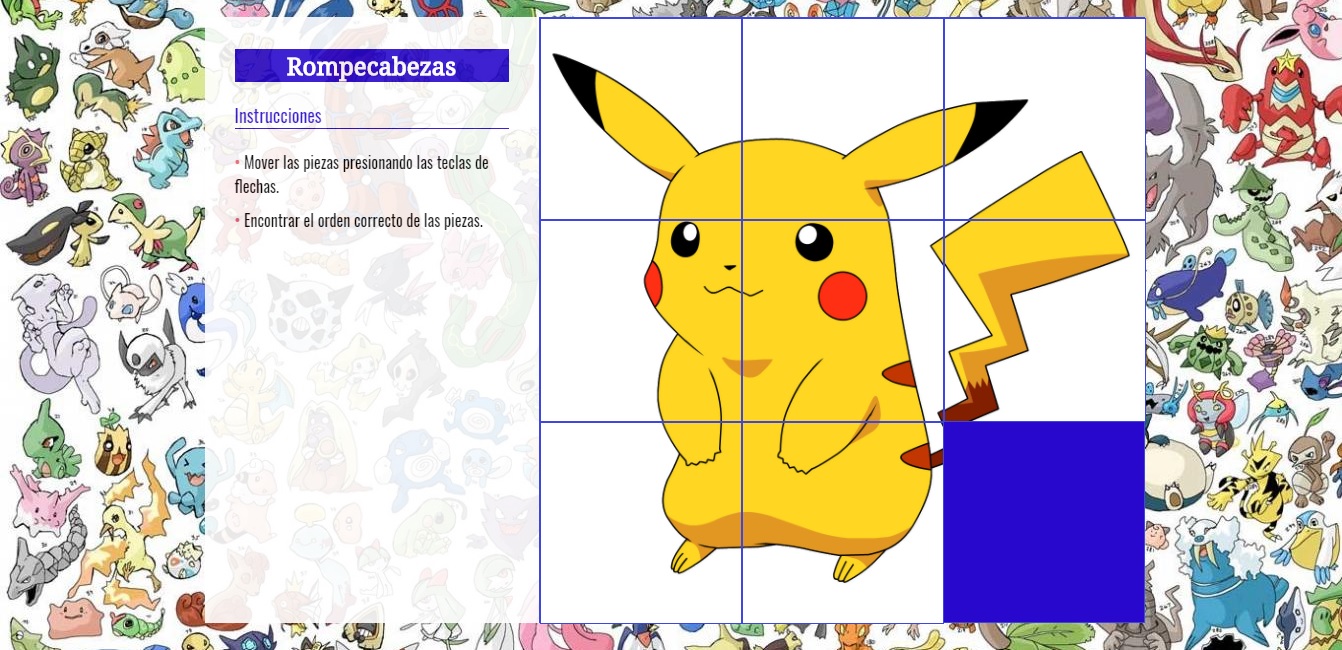 Rompecabezas
Instrucciones
• Mover las piezas presionando las teclas de
flechas.
• Encontrar el orden correcto de las piezas.